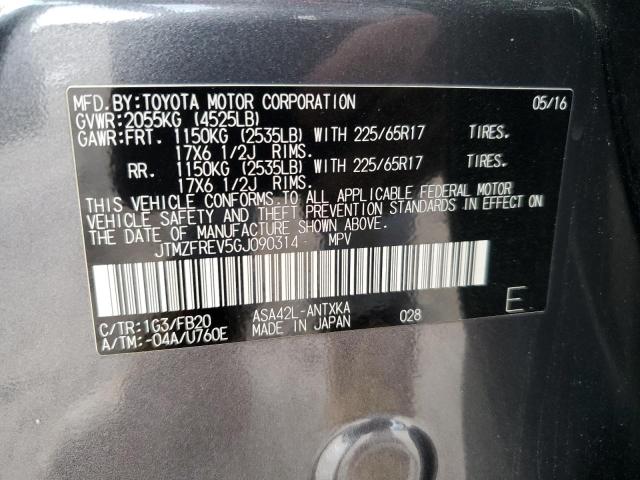 MFD.BY:TOYOTA MOTOR CORPORATION 05/16
GVWR:2055KG (4525LB)
GAWR:FRT. 1150KG (2535LB) WITH 225/65R17 TIRES.
17X6 1/2J RIMS.
RR. 1150KG (2535LB) WITH 225/65R17 TIRES.
17X6 1/2J RIMS.
THIS VEHICLE CONFORMS TO ALL APPLICABLE FEDERAL MOTOR
VEHICLE SAFETY AND THEFT PREVENTION STANDARDS IN EFFECT ON
THE DATE OF MANUFACTURE SHOWN ABOVE.
JTMZFREV5GJ090314 MPV
C/TR:1G3/FB20 ASA42L-ANTXKA 028 E
A/TM:-04A/U760E MADE IN JAPAN